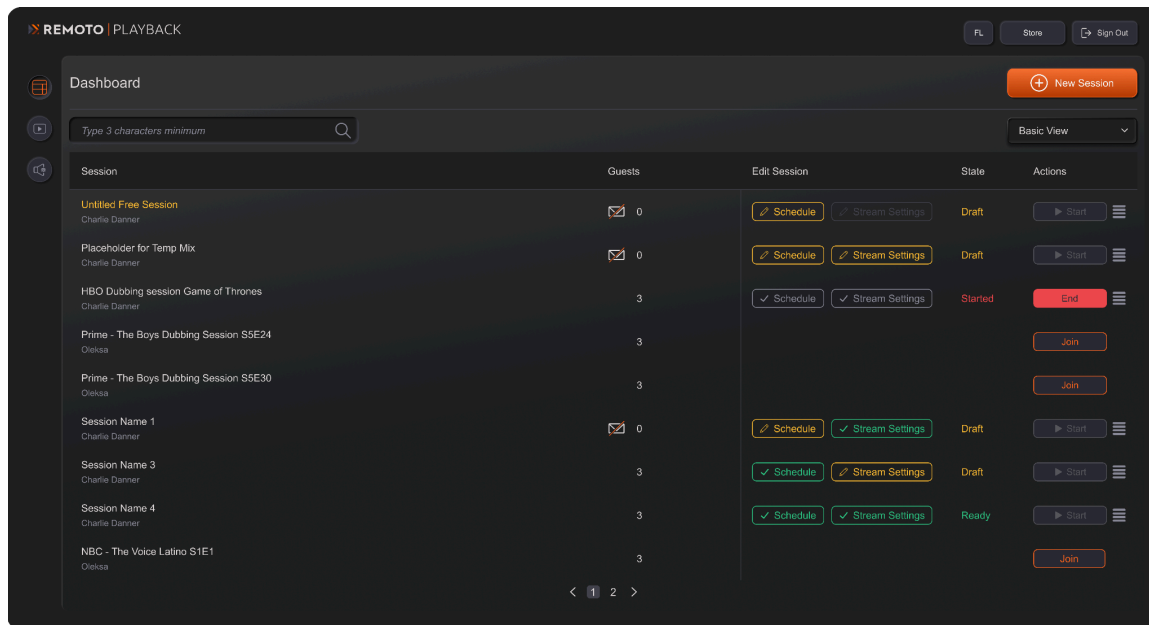 REMOTO | PLAYBACK
FL
Store
Sign Out
Dashboard
New Session
Type 3 characters minimum
Basic View
Session Guests Edit Session State Actions
Untitled Free Session
Charlie Danner
0 Schedule Stream Settings Draft Start
Placeholder for Temp Mix
Charlie Danner
0 Schedule Stream Settings Draft Start
HBO Dubbing session Game of Thrones
Charlie Danner
3 Schedule Stream Settings Started End
Prime - The Boys Dubbing Session S5E24
Oleksa
3 Join
Prime - The Boys Dubbing Session S5E30
Oleksa
3 Join
Session Name 1
Charlie Danner
0 Schedule Stream Settings Draft Start
Session Name 3
Charlie Danner
3 Schedule Stream Settings Draft Start
Session Name 4
Charlie Danner
3 Schedule Stream Settings Ready Start
NBC - The Voice Latino S1E1
Oleksa
3 Join
1 2